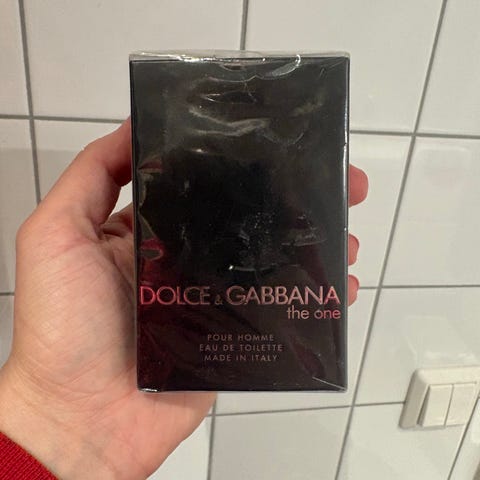 DOLCE & GABBANA
the one
POUR HOMME
EAU DE TOILETTE
MADE IN ITALY